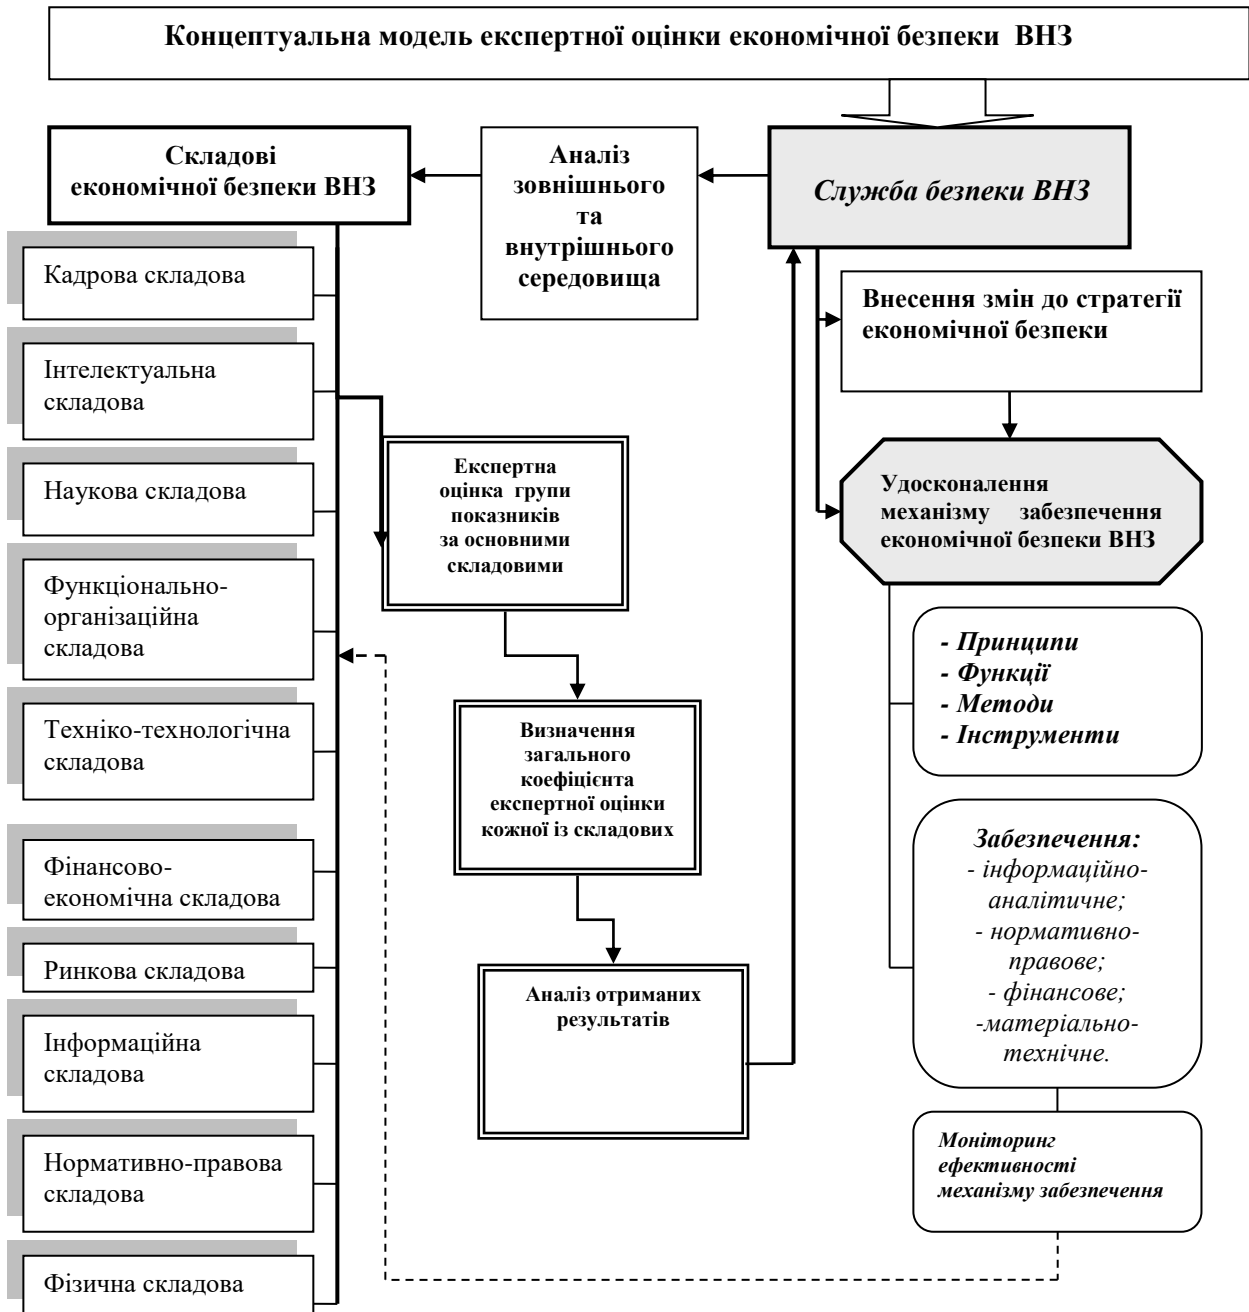 Концептуальна модель експертної оцінки економічної безпеки ВНЗ
Складові
економічної безпеки ВНЗ
Аналіз
зовнішнього
та
внутрішнього
середовища
Служба безпеки ВНЗ
Кадрова складова
Інтелектуальна
складова
Наукова складова
Функціонально-
організаційна
складова
Техніко-технологічна
складова
Фінансово-
економічна складова
Ринкова складова
Інформаційна
складова
Нормативно-правова
складова
Фізична складова
Експертна
оцінка групи
показників
за основними
складовими
Визначення
загального
коефіцієнта
експертної оцінки
кожної із складових
Аналіз отриманих
результатів
Внесення змін до стратегії
економічної безпеки
Удосконалення
механізму забезпечення
економічної безпеки ВНЗ
- Принципи
- Функції
- Методи
- Інструменти
Забезпечення:
- інформаційно-
аналітичне;
- нормативно-
правове;
- фінансове;
-матеріально-
технічне.
Моніторинг
ефективності
механізму забезпечення